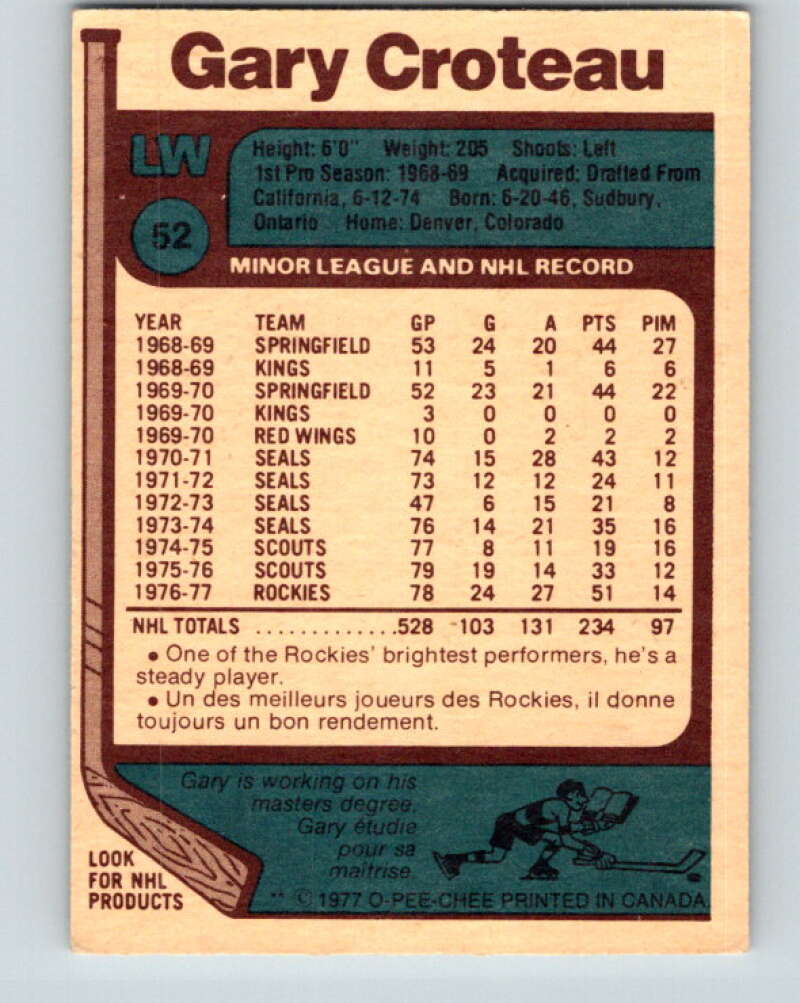 Gary Croteau
LW
52
Height: 6'0" Weight: 205 Shoots: Left
1st Pro Season: 1968-69 Acquired: Drafted From
California, 6-12-74 Born: 6-20-46, Sudbury,
Ontario Home: Denver, Colorado
MINOR LEAGUE AND NHL RECORD
YEAR TEAM GP G A PTS PIM
1968-69 SPRINGFIELD 53 24 20 44 27
1968-69 KINGS 11 5 1 6 6
1969-70 SPRINGFIELD 52 23 21 44 22
1969-70 KINGS 3 0 0 0 0
1969-70 RED WINGS 10 0 2 2 2
1970-71 SEALS 74 15 28 43 12
1971-72 SEALS 73 12 12 24 11
1972-73 SEALS 47 6 15 21 8
1973-74 SEALS 76 14 21 35 16
1974-75 SCOUTS 77 8 11 19 16
1975-76 SCOUTS 79 19 14 33 12
1976-77 ROCKIES 78 24 27 51 14
NHL TOTALS .............528 103 131 234 97
• One of the Rockies' brightest performers, he's a
steady player.
• Un des meilleurs joueurs des Rockies, il donne
toujours un bon rendement.
Gary is working on his
masters degree.
Gary étudie
pour sa
maîtrise.
LOOK
FOR NHL
PRODUCTS
** © 1977 O-PEE-CHEE PRINTED IN CANADA